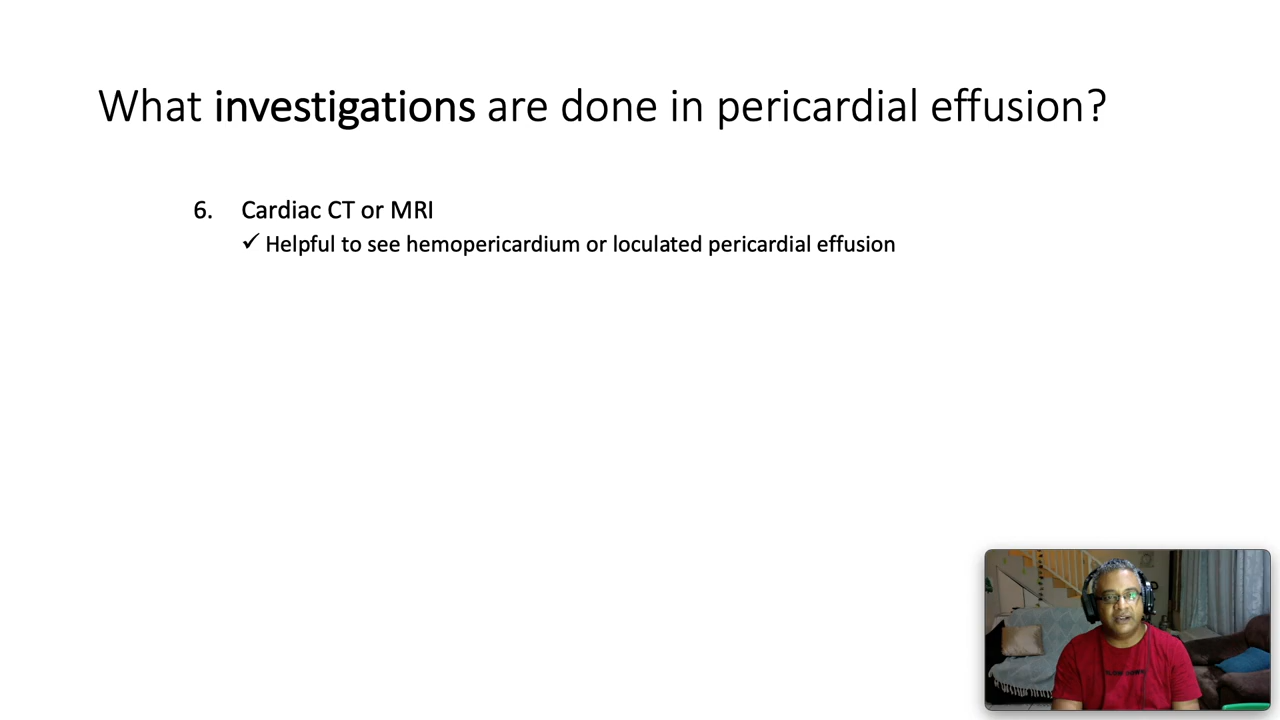 What investigations are done in pericardial effusion?
6. Cardiac CT or MRI
✓ Helpful to see hemopericardium or loculated pericardial effusion